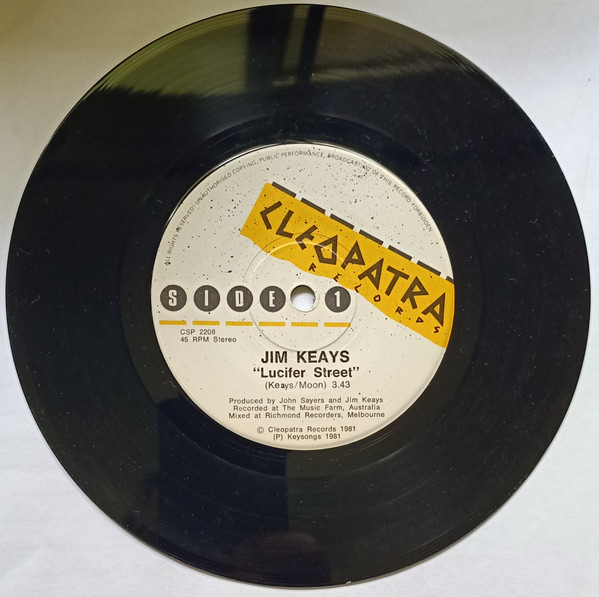 ALL RIGHTS RESERVED: UNAUTHORISED COPYING, PUBLIC PERFORMANCE, BROADCASTING OF THIS RECORD FORBIDDEN.
CLEOPATRA
RECORDS
SIDE 1
CSP 2208
45 RPM Stereo
JIM KEAYS
"Lucifer Street"
(Keays/Moon) 3.43
Produced by John Sayers and Jim Keays
Recorded at The Music Farm, Australia
Mixed at Richmond Recorders, Melbourne
© Cleopatra Records 1981
(P) Keysongs 1981